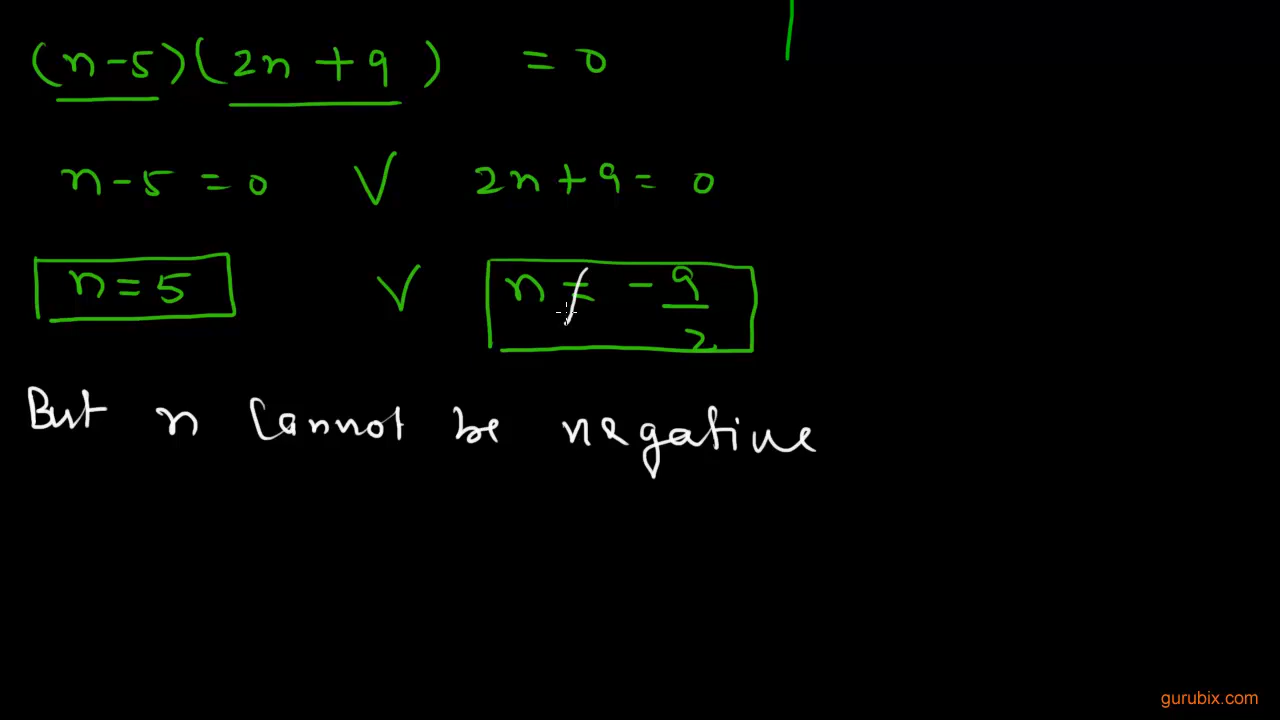 (n-5)(2n+9) = 0
n-5=0 ∨ 2n+9=0
n=5 ∨ n≠ -9/2
But n Cannot be negative
gurubix.com